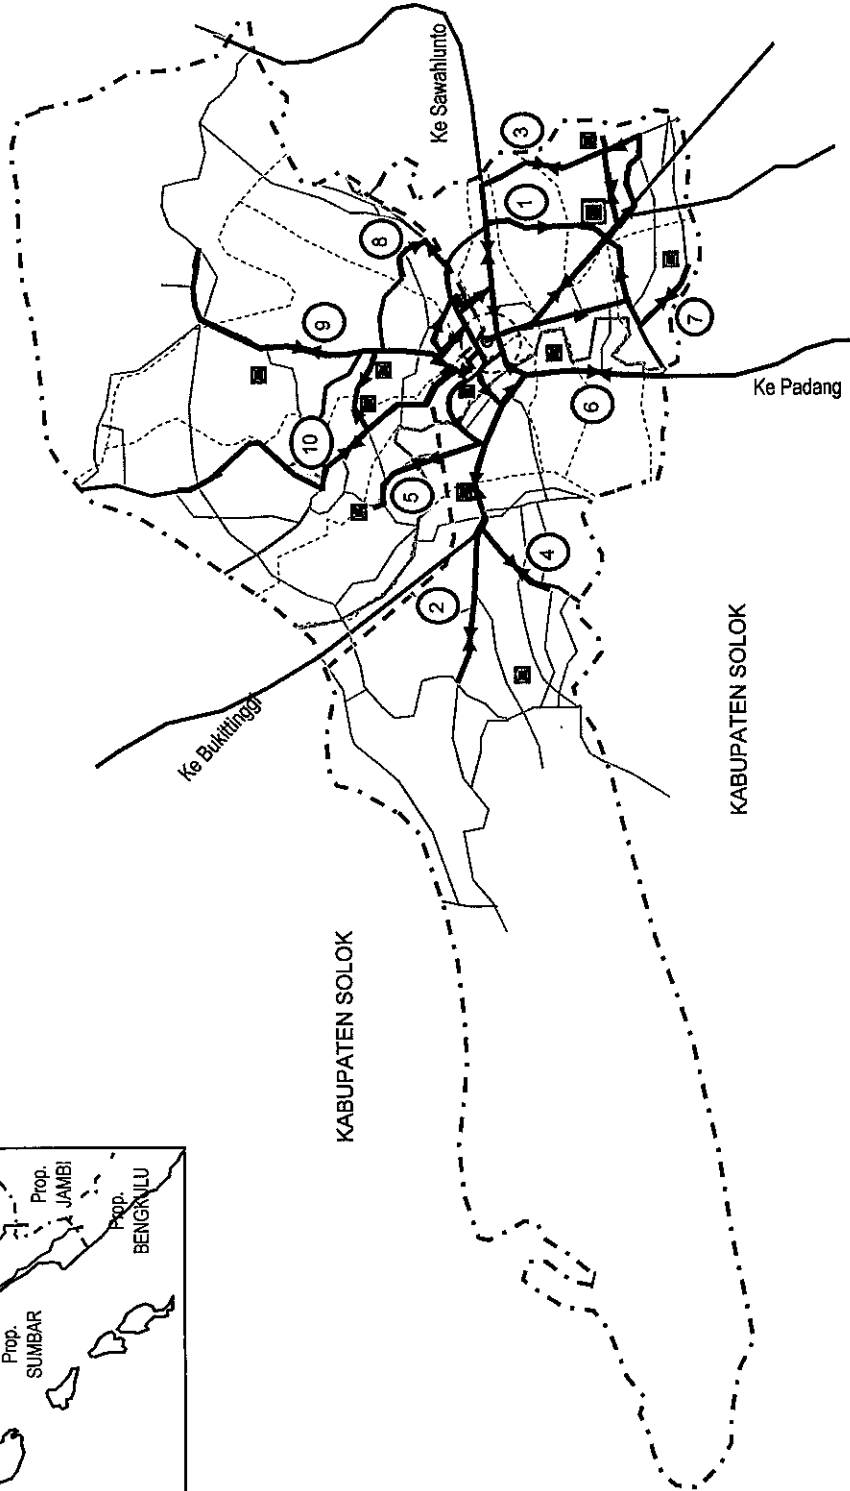 Ke Sawahlunto
3
1
8
9
7
10
6
Ke Padang
5
4
2
Ke Bukittinggi
KABUPATEN SOLOK
KABUPATEN SOLOK
Prop.
JAMBI
Prop.
BENGKULU
Prop.
SUMBAR